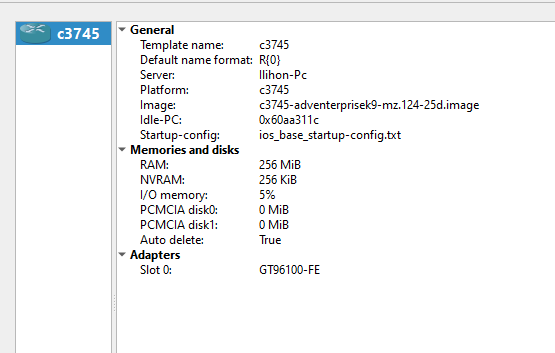 c3745
General
Template name: c3745
Default name format: R{0}
Server: Ilihon-Pc
Platform: c3745
Image: c3745-adventerprisek9-mz.124-25d.image
Idle-PC: 0x60aa311c
Startup-config: ios_base_startup-config.txt
Memories and disks
RAM: 256 MiB
NVRAM: 256 KiB
I/O memory: 5%
PCMCIA disk0: 0 MiB
PCMCIA disk1: 0 MiB
Auto delete: True
Adapters
Slot 0: GT96100-FE